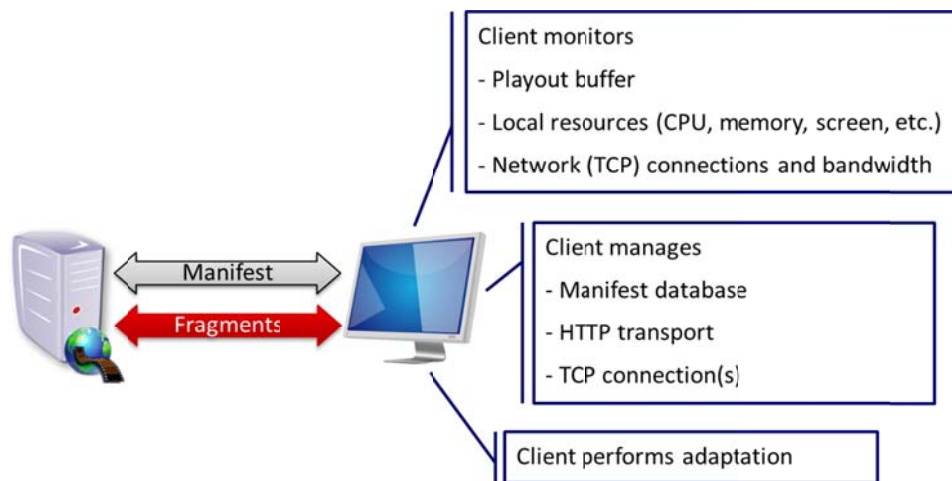 Client monitors
- Playout buffer
- Local resources (CPU, memory, screen, etc.)
- Network (TCP) connections and bandwidth
Manifest
Fragments
Client manages
- Manifest database
- HTTP transport
- TCP connection(s)
Client performs adaptation